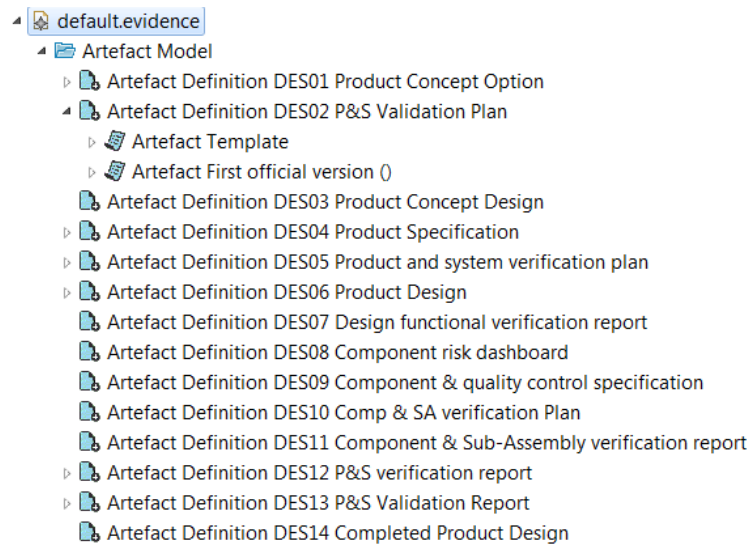 default.evidence
Artefact Model
Artefact Definition DES01 Product Concept Option
Artefact Definition DES02 P&S Validation Plan
Artefact Template
Artefact First official version ()
Artefact Definition DES03 Product Concept Design
Artefact Definition DES04 Product Specification
Artefact Definition DES05 Product and system verification plan
Artefact Definition DES06 Product Design
Artefact Definition DES07 Design functional verification report
Artefact Definition DES08 Component risk dashboard
Artefact Definition DES09 Component & quality control specification
Artefact Definition DES10 Comp & SA verification Plan
Artefact Definition DES11 Component & Sub-Assembly verification report
Artefact Definition DES12 P&S verification report
Artefact Definition DES13 P&S Validation Report
Artefact Definition DES14 Completed Product Design